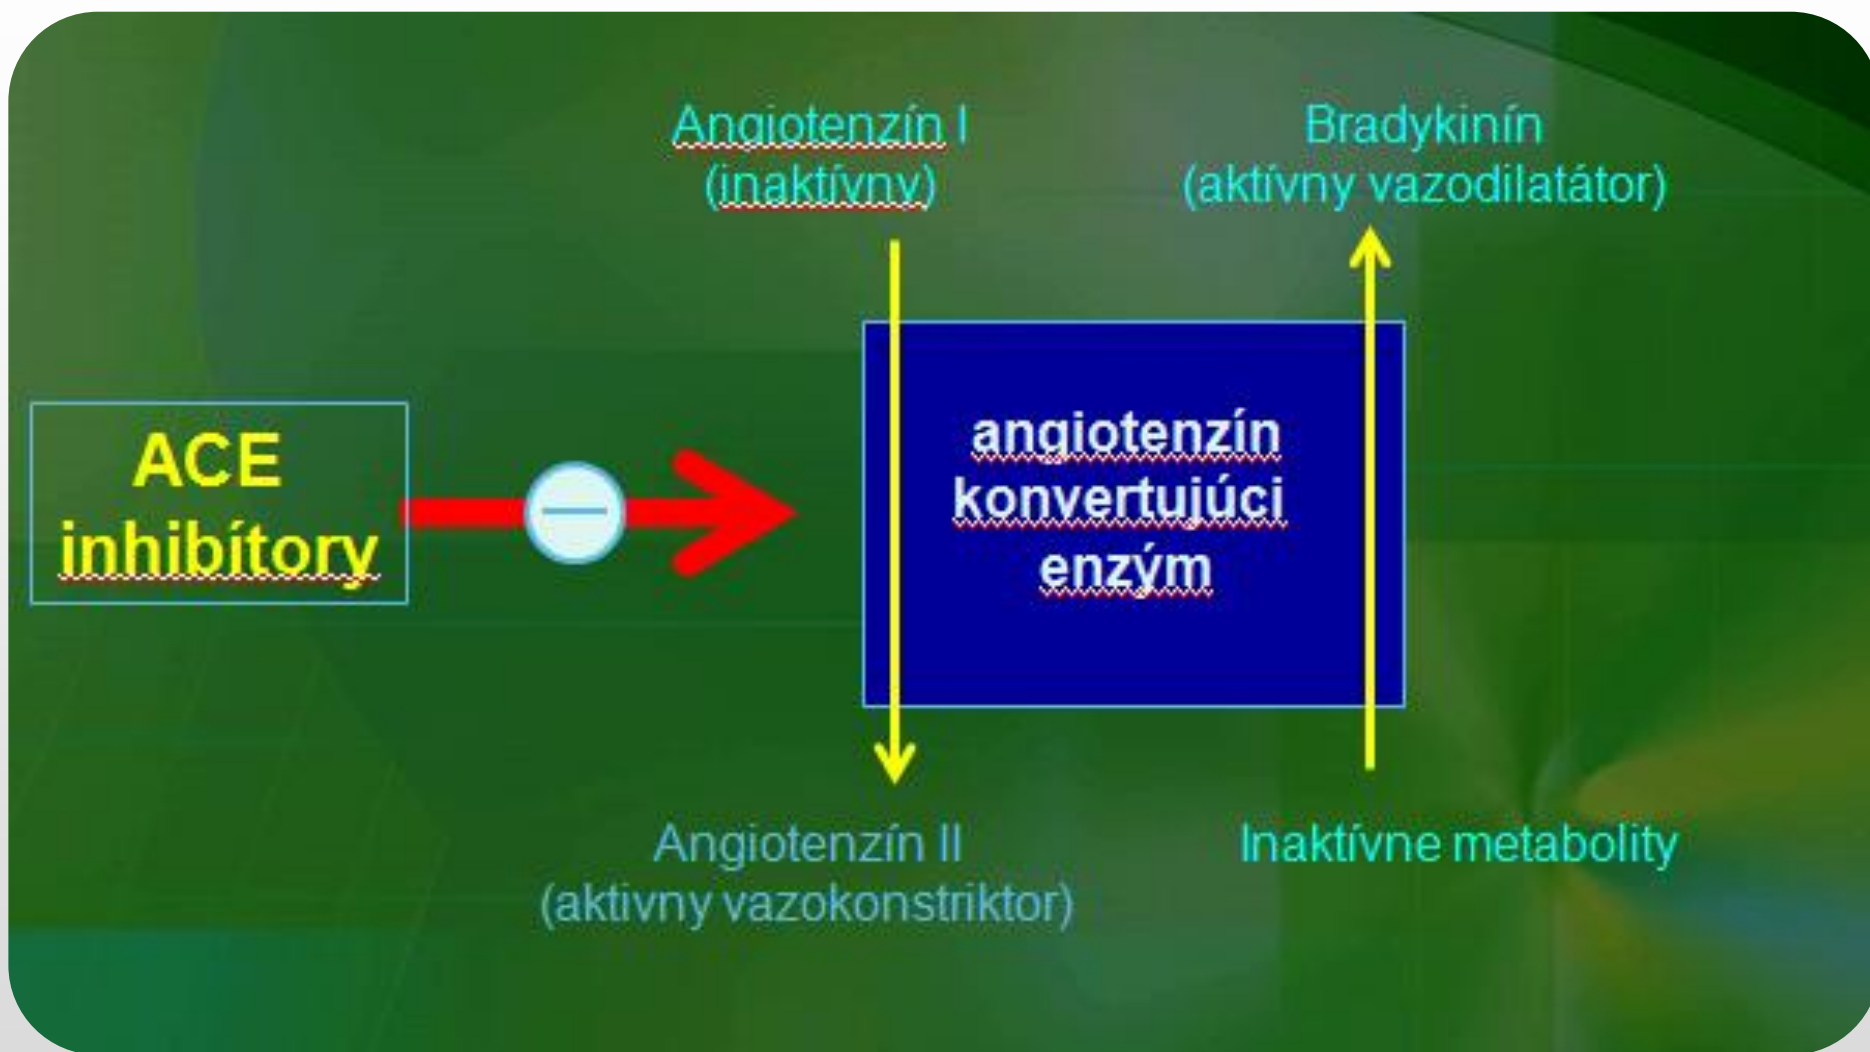 Angiotenzín I
(inaktívny)
Bradykinín
(aktívny vazodilatátor)
ACE
inhibítory
angiotenzín
konvertujúci
enzým
Angiotenzín II
(aktivny vazokonstriktor)
Inaktívne metabolity